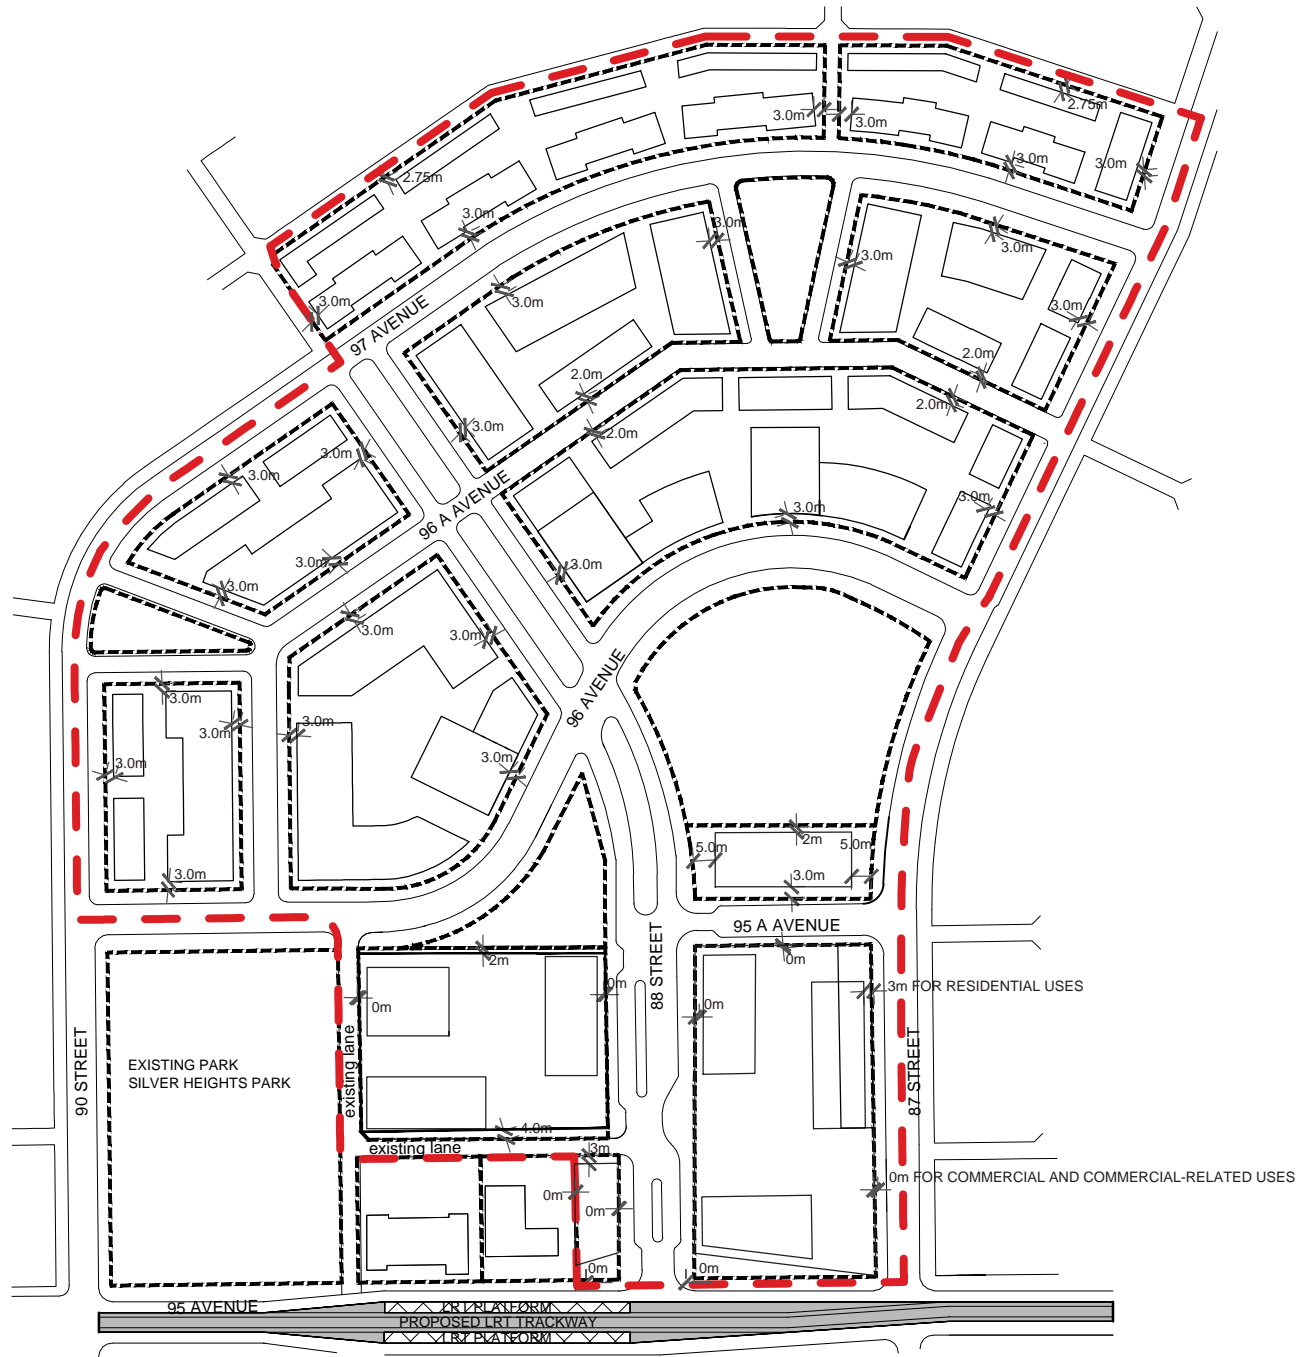 3.0m
3.0m
2.75m
3.0m
3.0m
2.75m
3.0m
3.0m
3.0m
3.0m
3.0m
3.0m
3.0m
97 AVENUE
3.0m
2.0m
2.0m
2.0m
2.0m
3.0m
3.0m
3.0m
96 A AVENUE
3.0m
3.0m
3.0m
3.0m
3.0m
3.0m
3.0m
96 AVENUE
3.0m
3.0m
3.0m
3.0m
3.0m
3.0m
5.0m
2m
5.0m
3.0m
95 A AVENUE
88 STREET
2m
0m
0m
0m
0m
3m FOR RESIDENTIAL USES
existing lane
90 STREET
EXISTING PARK
SILVER HEIGHTS PARK
87 STREET
4.0m
existing lane
3m
0m FOR COMMERCIAL AND COMMERCIAL-RELATED USES
0m
0m
0m
0m
95 AVENUE
LRT PLATFORM
PROPOSED LRT TRACKWAY
LRT PLATFORM